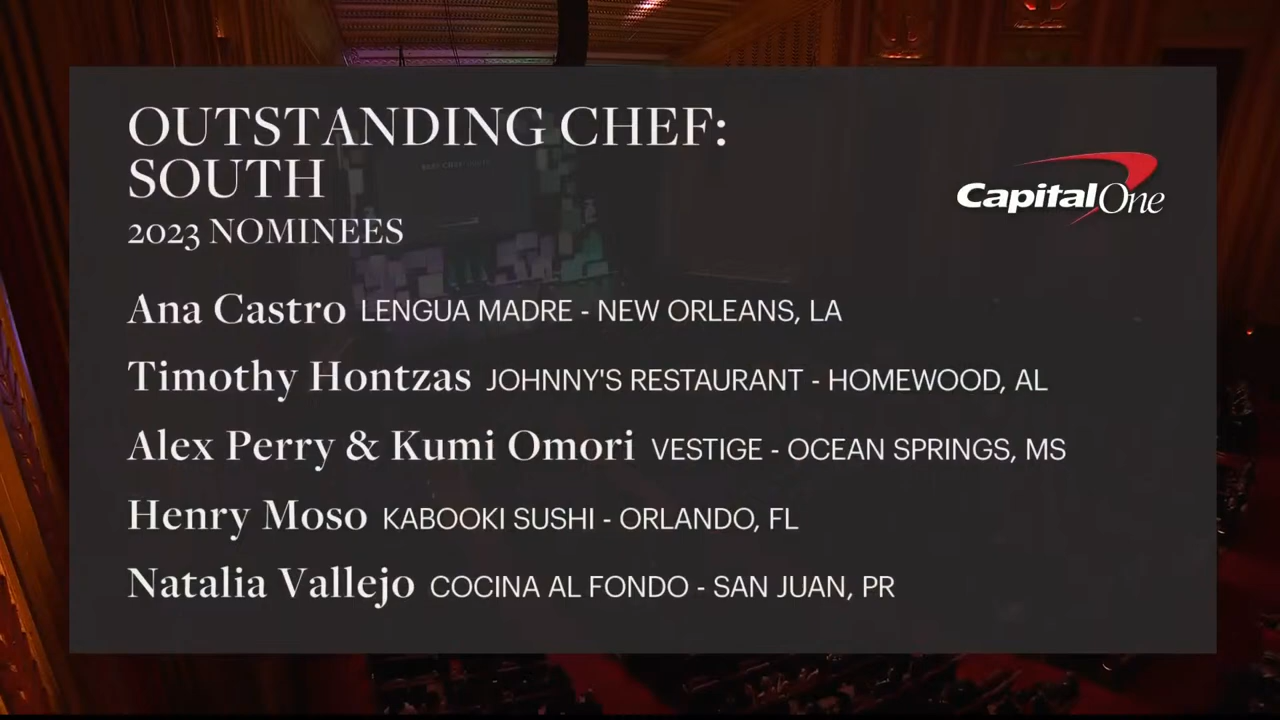 OUTSTANDING CHEF:
SOUTH
2023 NOMINEES
Capital One
Ana Castro LENGUA MADRE - NEW ORLEANS, LA
Timothy Hontzas JOHNNY'S RESTAURANT - HOMEWOOD, AL
Alex Perry & Kumi Omori VESTIGE - OCEAN SPRINGS, MS
Henry Moso KABOOKI SUSHI - ORLANDO, FL
Natalia Vallejo COCINA AL FONDO - SAN JUAN, PR